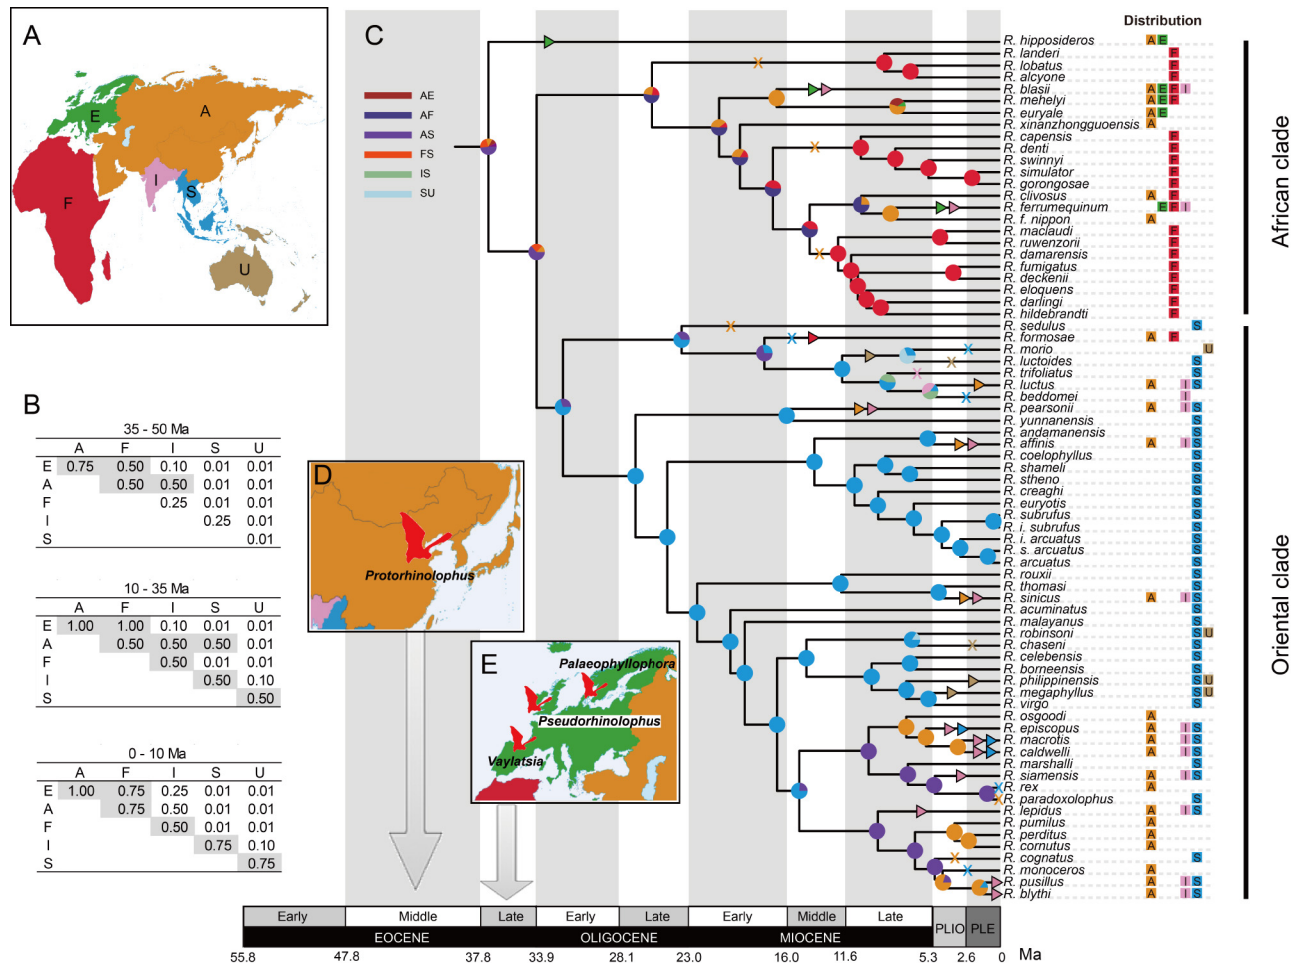 A
E
A
F
I
S
U
B
35 - 50 Ma
A F I S U
E 0.75 0.50 0.10 0.01 0.01
A 0.50 0.50 0.01 0.01
F 0.25 0.01 0.01
I 0.25 0.01
S 0.01
10 - 35 Ma
A F I S U
E 1.00 1.00 0.10 0.01 0.01
A 0.50 0.50 0.50 0.01
F 0.50 0.01 0.01
I 0.50 0.10
S 0.50
0 - 10 Ma
A F I S U
E 1.00 0.75 0.25 0.01 0.01
A 0.75 0.50 0.01 0.01
F 0.50 0.01 0.01
I 0.75 0.10
S 0.75
C
AE
AF
AS
FS
IS
SU
Distribution
R. hipposideros A E
R. landeri F
R. lobatus F
R. alcyone F
R. blasii A E F I
R. mehelyi A E F
R. euryale A E
R. xinanzhongguoensis A
R. capensis F
R. denti F
R. swinnyi F
R. simulator F
R. gorongosae F
R. clivosus A F
R. ferrumequinum E F I
R. f. nippon A
R. maclaudi F
R. ruwenzorii F
R. damarensis F
R. fumigatus F
R. deckenii F
R. eloquens F
R. darlingi F
R. hildebrandti F
R. sedulus S
R. formosae A F
R. morio U
R. luctoides S
R. trifoliatus S
R. luctus A I S
R. beddomei I
R. pearsonii A I S
R. yunnanensis S
R. andamanensis S
R. affinis A I S
R. coelophyllus S
R. shameli S
R. stheno S
R. creaghi S
R. euryotis S
R. subrufus S
R. i. subrufus S
R. i. arcuatus S
R. s. arcuatus S
R. arcuatus S
R. rouxii S
R. thomasi S
R. sinicus A I S
R. acuminatus S
R. malayanus S
R. robinsoni S U
R. chaseni S
R. celebensis S
R. borneensis S
R. philippinensis S U
R. megaphyllus S U
R. virgo S
R. osgoodi A
R. episcopus A I S
R. macrotis A I S
R. caldwelli A I S
R. marshalli S
R. siamensis A I S
R. rex A
R. paradoxolophus S
R. lepidus A I S
R. pumilus A
R. perditus A
R. cornutus A
R. cognatus S
R. monoceros A
R. pusillus A I S
R. blythi A I S
African clade
Oriental clade
D
Protorhinolophus
E
Palaeophyllophora
Pseudorhinolophus
Vaylatsia
Early Middle Late Early Late Early Middle Late PLIO PLE
EOCENE OLIGOCENE MIOCENE
55.8 47.8 37.8 33.9 28.1 23.0 16.0 11.6 5.3 2.6 0 Ma